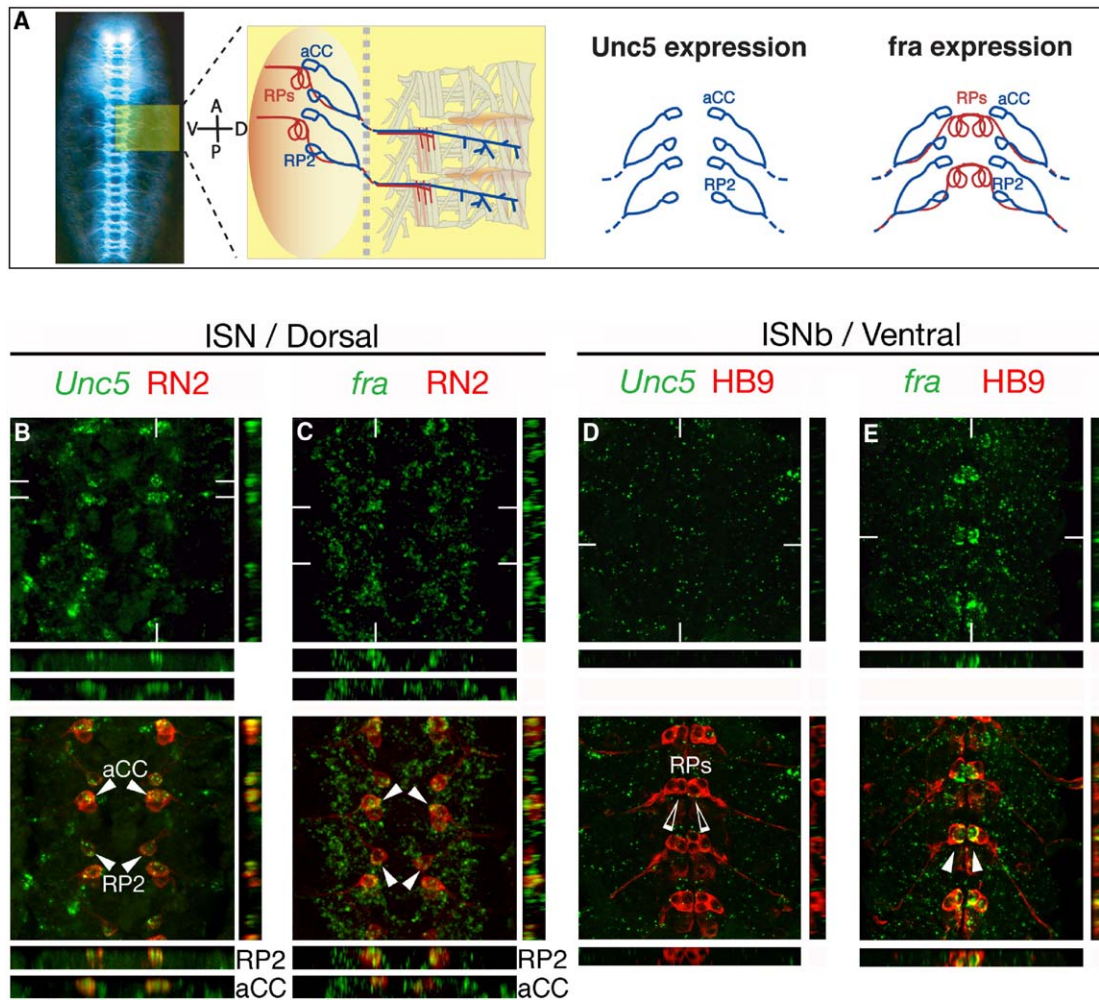 A
aCC
RPs
RP2
A
V
D
P
Unc5 expression
aCC
RP2
fra expression
RPs
aCC
RP2
ISN / Dorsal
ISNb / Ventral
Unc5 RN2
fra RN2
Unc5 HB9
fra HB9
B
C
D
E
aCC
RP2
RPs
RP2
aCC
RP2
aCC